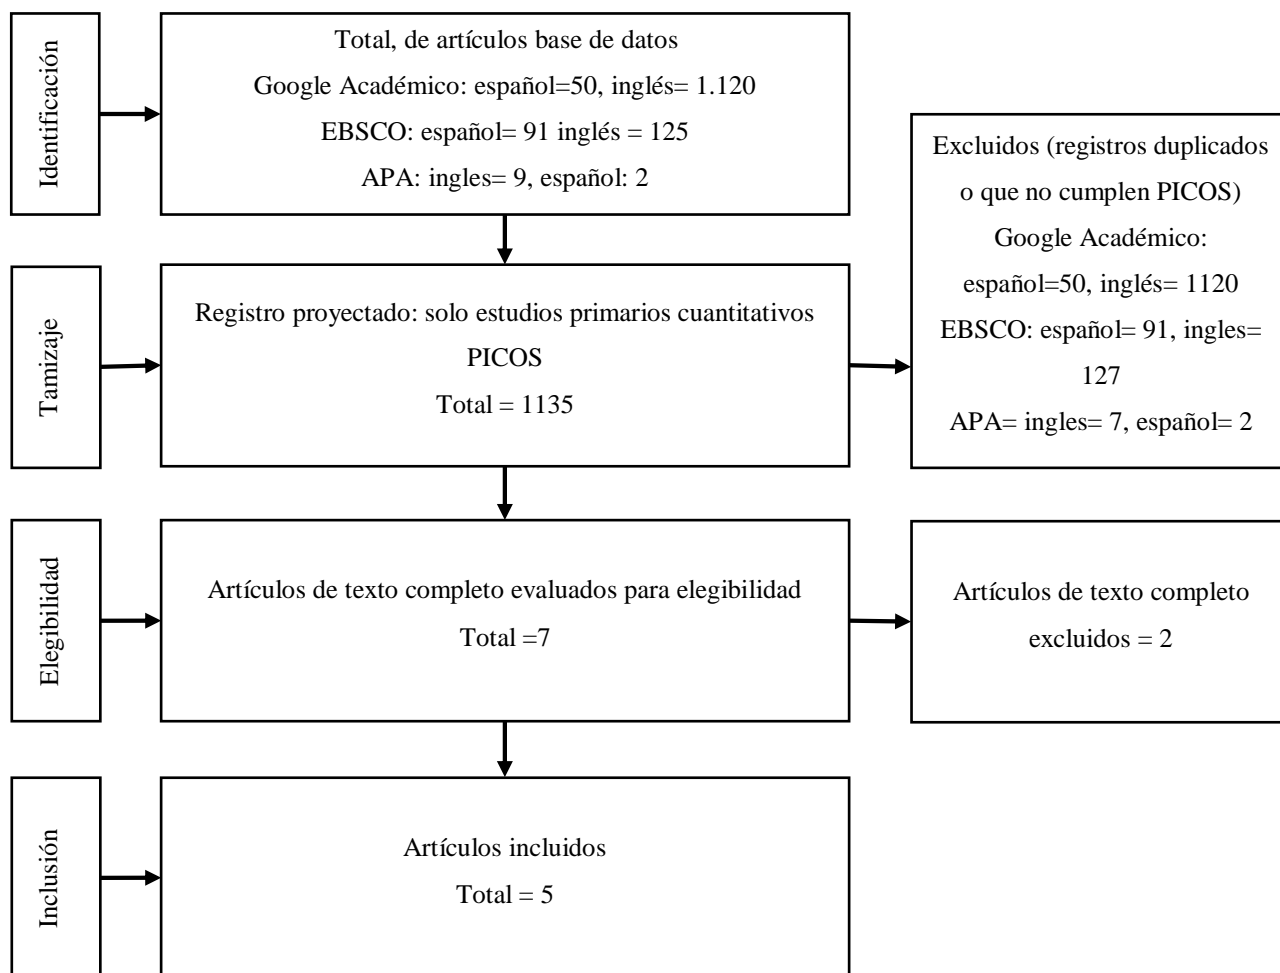 Identificación
Total, de artículos base de datos
Google Académico: español=50, inglés= 1.120
EBSCO: español= 91 inglés = 125
APA: ingles= 9, español: 2
Excluidos (registros duplicados
o que no cumplen PICOS)
Google Académico:
español=50, inglés= 1120
EBSCO: español= 91, ingles=
127
APA= ingles= 7, español= 2
Tamizaje
Registro proyectado: solo estudios primarios cuantitativos
PICOS
Total = 1135
Elegibilidad
Artículos de texto completo evaluados para elegibilidad
Total =7
Artículos de texto completo
excluidos = 2
Inclusión
Artículos incluidos
Total = 5